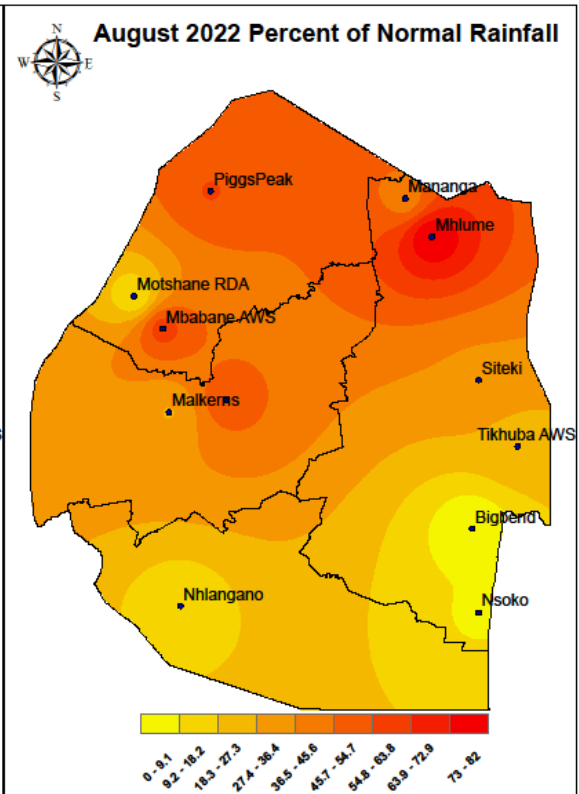 August 2022 Percent of Normal Rainfall
N
W
E
S
PiggsPeak
Mananga
Mhlume
Motshane RDA
Mbabane AWS
Siteki
Malkerns
Tikhuba AWS
Bigbend
Nhlangano
Nsoko
0 - 9.1
9.2 - 18.2
18.3 - 27.3
27.4 - 36.4
36.5 - 45.6
45.7 - 54.7
54.8 - 63.8
63.9 - 72.9
73 - 82